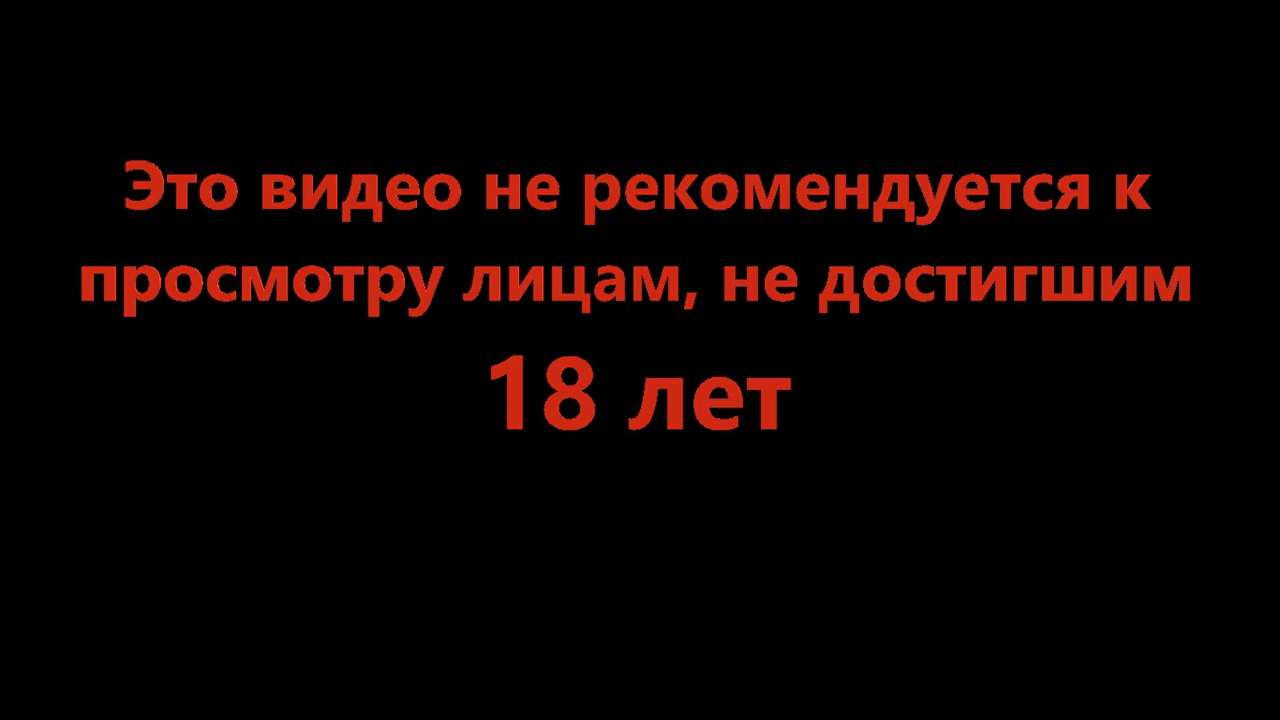 Это видео не рекомендуется к
просмотру лицам, не достигшим
18 лет